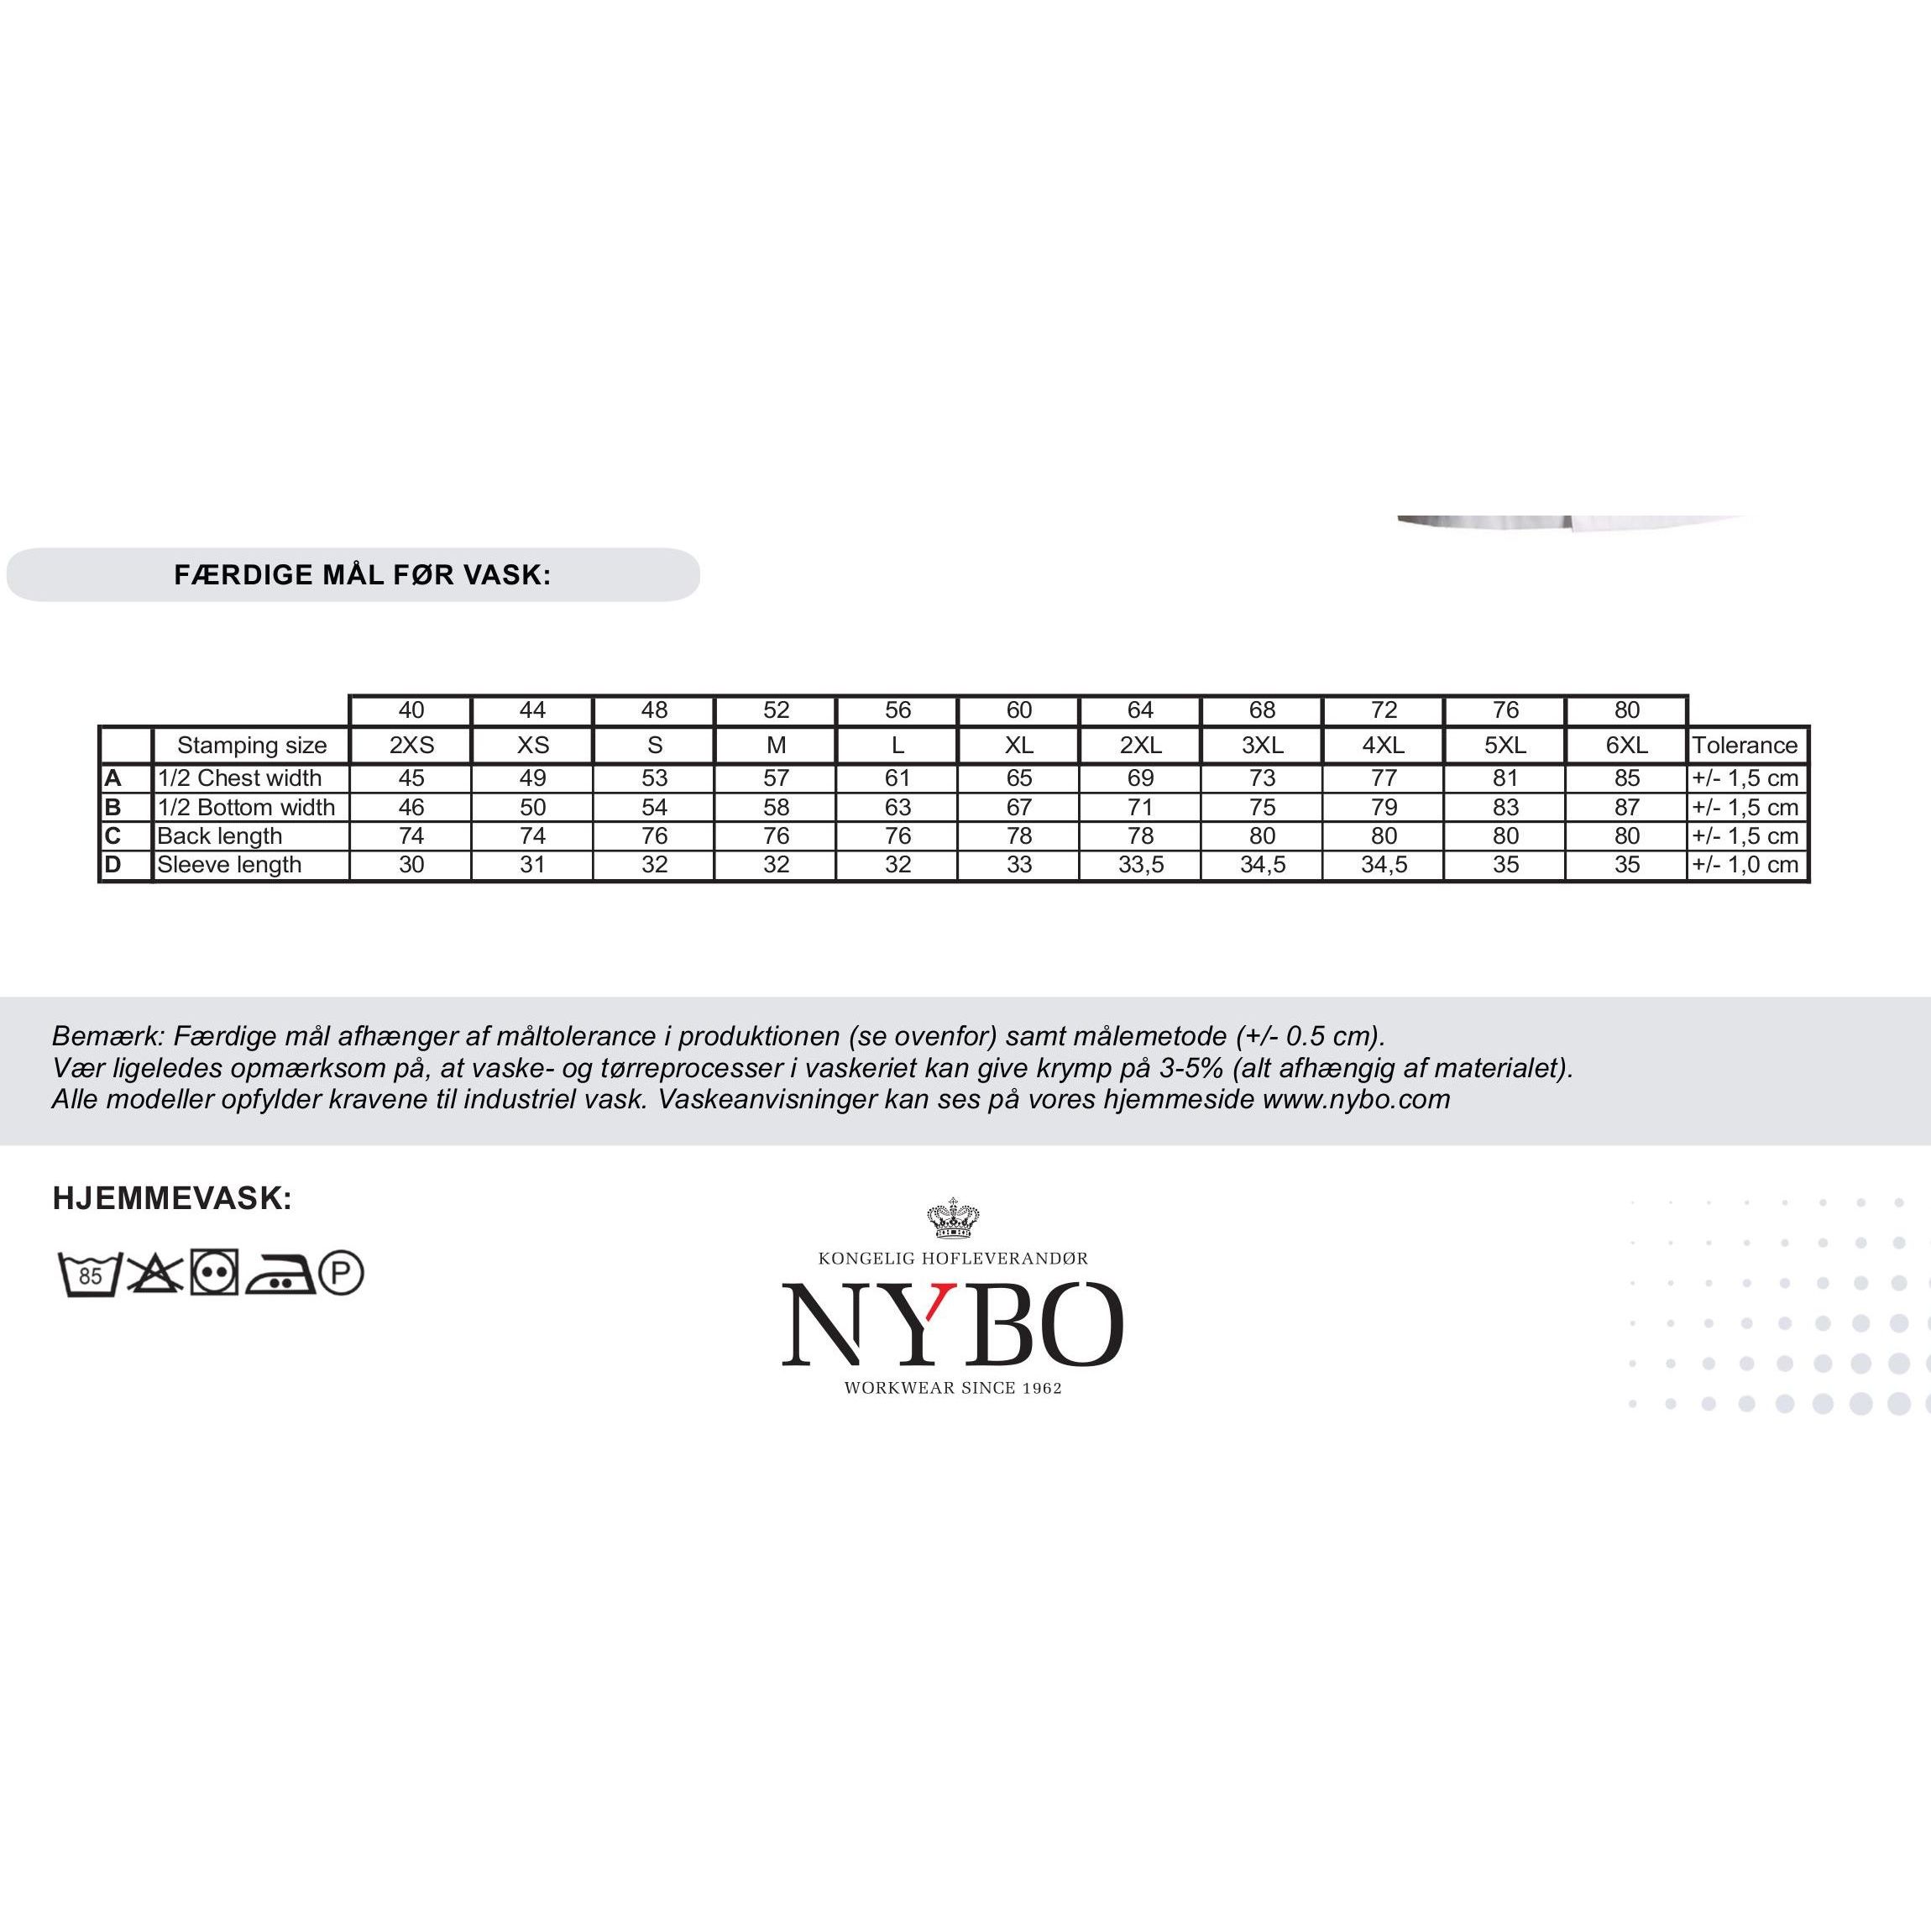 FÆRDIGE MÅL FØR VASK:
40 44 48 52 56 60 64 68 72 76 80
Stamping size 2XS XS S M L XL 2XL 3XL 4XL 5XL 6XL Tolerance
A 1/2 Chest width 45 49 53 57 61 65 69 73 77 81 85 +/- 1,5 cm
B 1/2 Bottom width 46 50 54 58 63 67 71 75 79 83 87 +/- 1,5 cm
C Back length 74 74 76 76 76 78 78 80 80 80 80 +/- 1,5 cm
D Sleeve length 30 31 32 32 32 33 33,5 34,5 34,5 35 35 +/- 1,0 cm
Bemærk: Færdige mål afhænger af måltolerance i produktionen (se ovenfor) samt målemetode (+/- 0.5 cm).
Vær ligeledes opmærksom på, at vaske- og tørreprocesser i vaskeriet kan give krymp på 3-5% (alt afhængig af materialet).
Alle modeller opfylder kravene til industriel vask. Vaskeanvisninger kan ses på vores hjemmeside www.nybo.com
HJEMMEVASK:
85 P
KONGELIG HOFLEVERANDØR
NYBO
WORKWEAR SINCE 1962